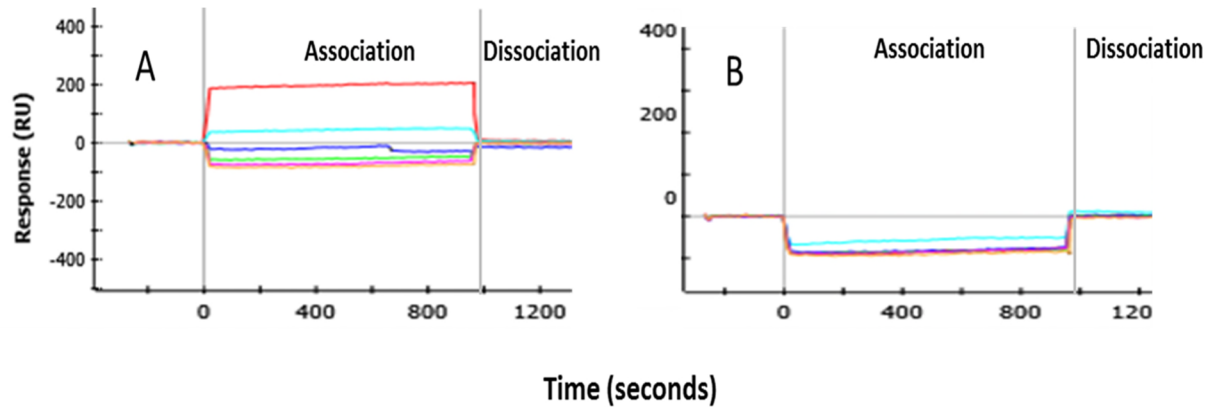 A
Association
Dissociation
Response (RU)
400
200
0
-200
-400
0
400
800
1200
B
Association
Dissociation
400
200
0
0
400
800
120
Time (seconds)